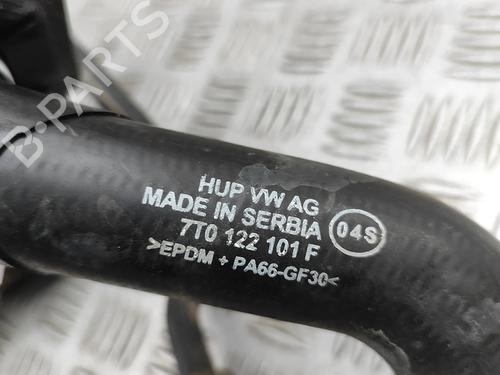 B-PARTS
HUP VW AG
MADE IN SERBIA
04S
7T0 122 101 F
>EPDM + PA66-GF30<